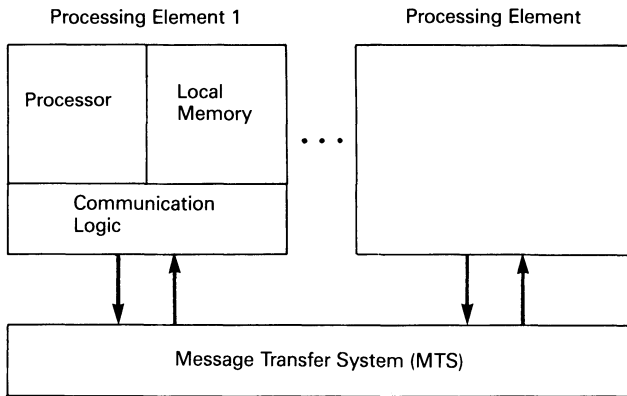 Processing Element 1
Processing Element
Processor
Local
Memory
Communication
Logic
Message Transfer System (MTS)